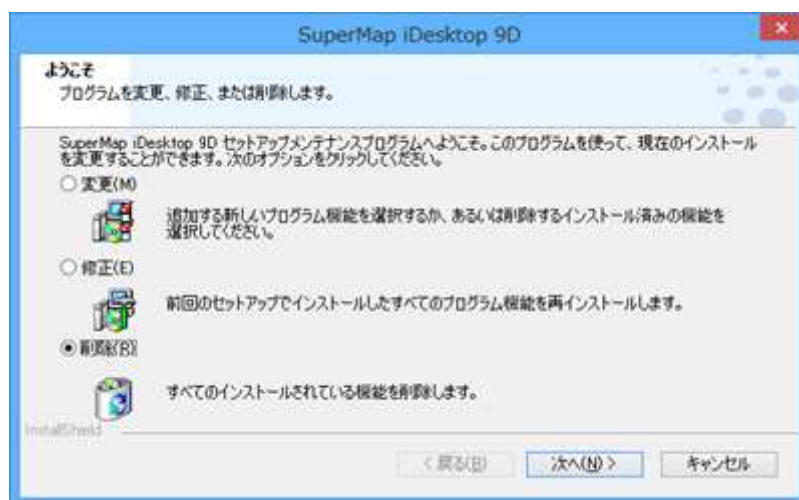 SuperMap iDesktop 9D
ようこそ
プログラムを変更、修正、または削除します。
SuperMap iDesktop 9D セットアップメンテナンスプログラムへようこそ。このプログラムを使って、現在のインストール
を変更することができます。次のオプションをクリックしてください。
変更(M)
追加する新しいプログラム機能を選択するか、あるいは削除するインストール済みの機能を
選択してください。
修正(E)
前回のセットアップでインストールしたすべてのプログラム機能を再インストールします。
削除(R)
すべてのインストールされている機能を削除します。
InstallShield
< 戻る(B)
次へ(N) >
キャンセル